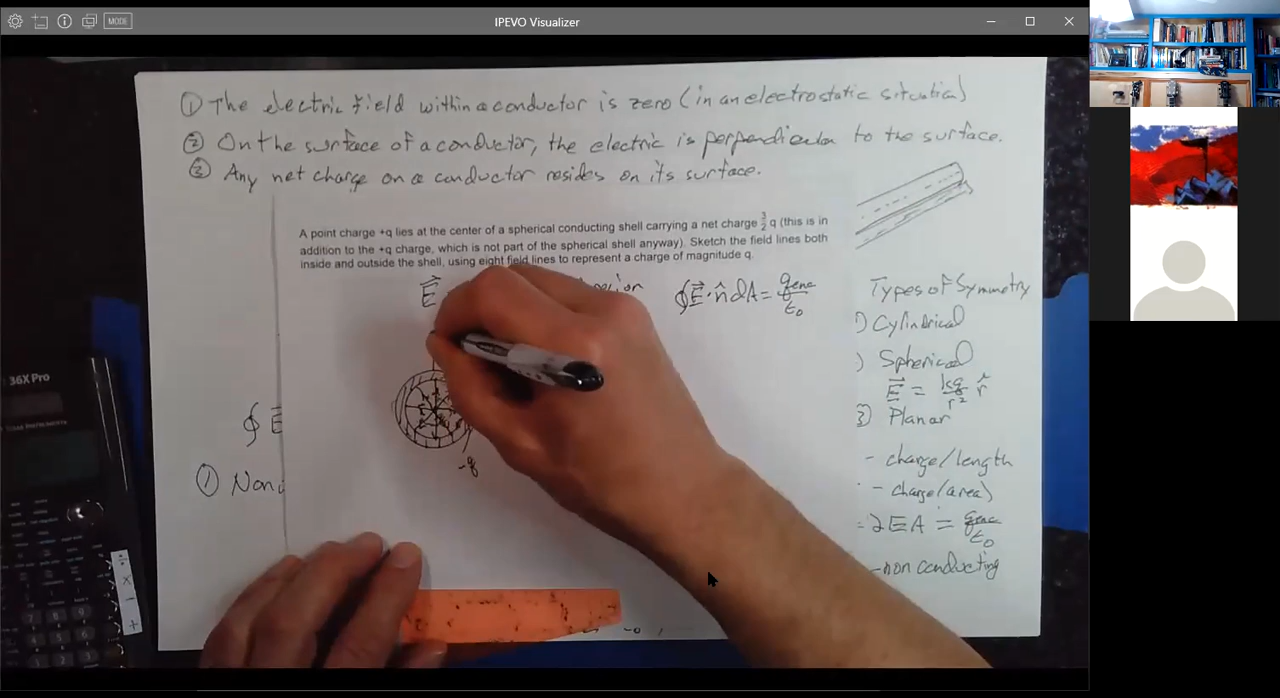 IPEVO Visualizer
MODE
① The electric field within a conductor is zero (in an electrostatic situation)
② On the surface of a conductor, the electric is perpendicular to the surface.
③ Any net charge on a conductor resides on its surface.
A point charge +q lies at the center of a spherical conducting shell carrying a net charge 3/2 q (this is in
addition to the +q charge, which is not part of the spherical shell anyway). Sketch the field lines both
inside and outside the shell, using eight field lines to represent a charge of magnitude q.
E⃗
∮E⃗·n̂dA = qenc/ε0
-q
∮E
① Non
Types of Symmetry
1) Cylindrical
) Spherical
E⃗ = kq/r² r̂
3) Planar
- charge/length
- charge/area)
= 2EA = qenc/ε0
-non conducting
36X Pro
TEXAS INSTRUMENTS